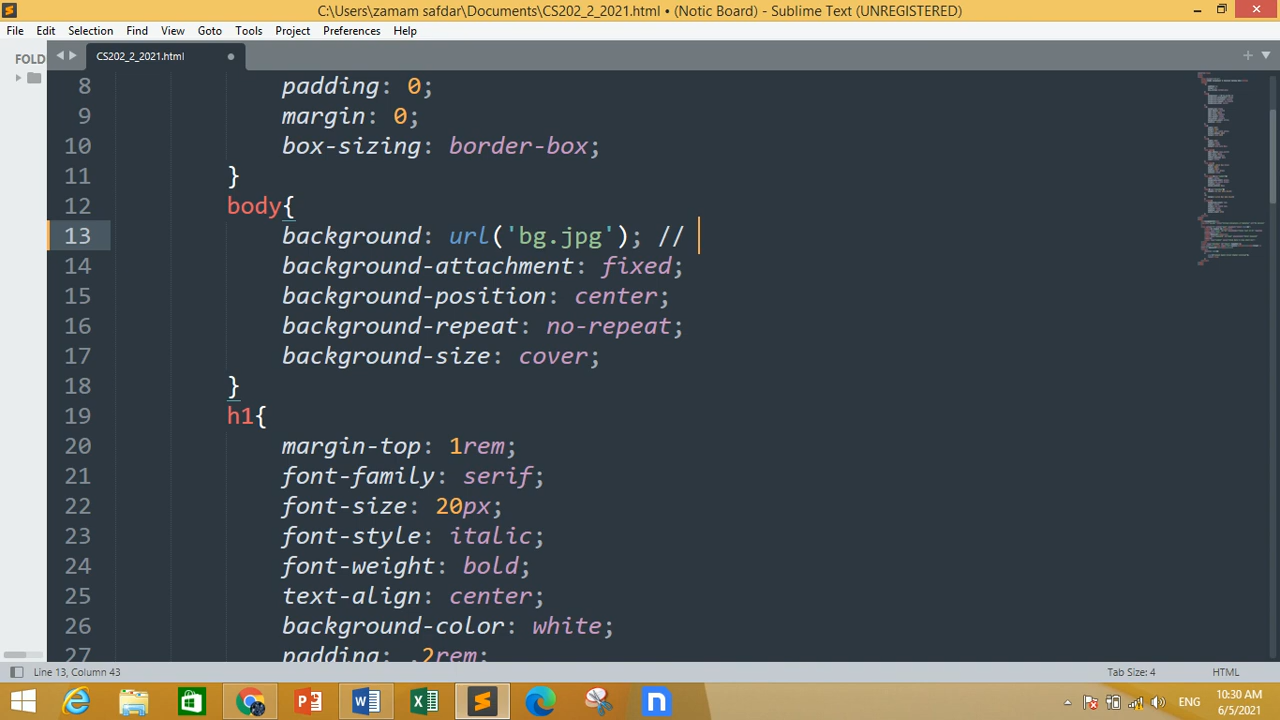 C:\Users\zamam safdar\Documents\CS202_2_2021.html • (Notic Board) - Sublime Text (UNREGISTERED)
File Edit Selection Find View Goto Tools Project Preferences Help
FOLD
CS202_2_2021.html
8 padding: 0;
9 margin: 0;
10 box-sizing: border-box;
11 }
12 body{
13 background: url('bg.jpg'); //
14 background-attachment: fixed;
15 background-position: center;
16 background-repeat: no-repeat;
17 background-size: cover;
18 }
19 h1{
20 margin-top: 1rem;
21 font-family: serif;
22 font-size: 20px;
23 font-style: italic;
24 font-weight: bold;
25 text-align: center;
26 background-color: white;
27 padding: .2rem;
Line 13, Column 43 Tab Size: 4 HTML
ENG 10:30 AM
6/5/2021